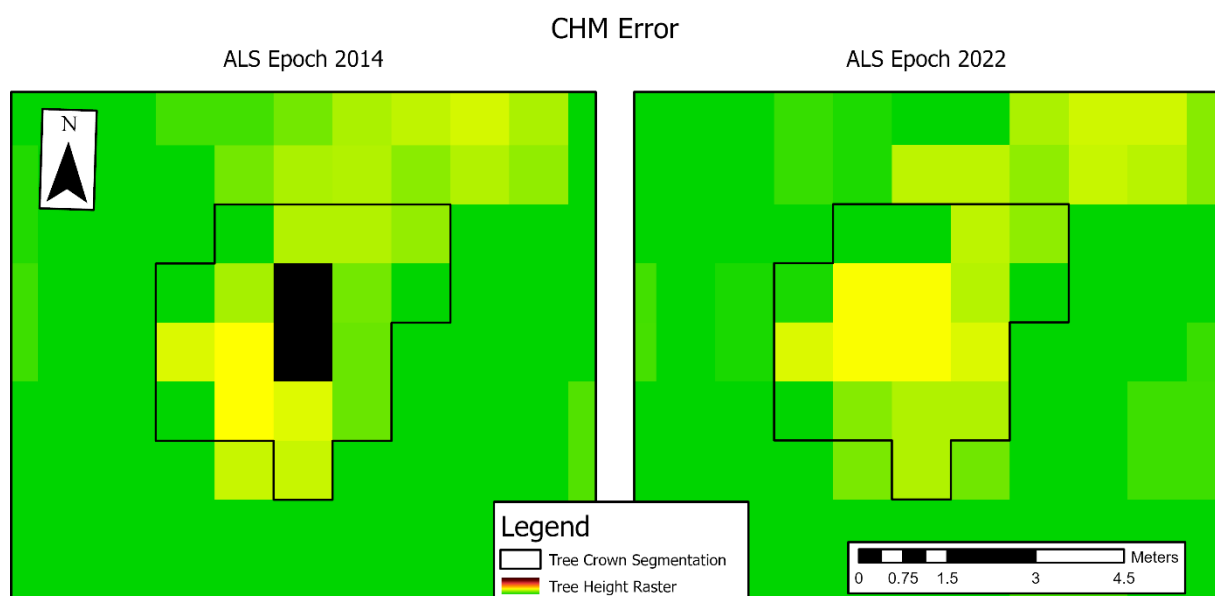 CHM Error
ALS Epoch 2014
ALS Epoch 2022
N
Legend
Tree Crown Segmentation
Tree Height Raster
Meters
0 0.75 1.5 3 4.5